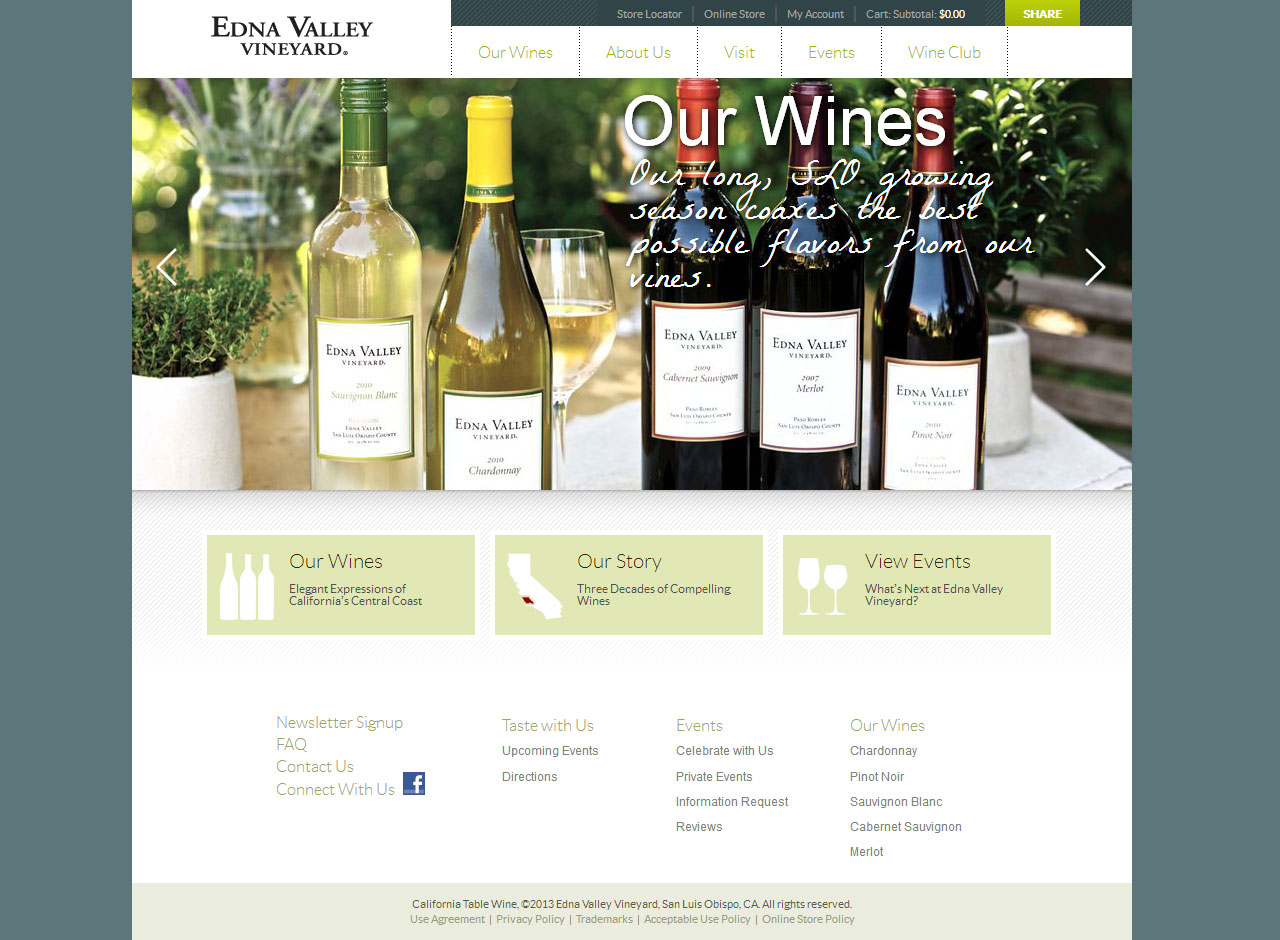 EDNA VALLEY
VINEYARD®
Store Locator
Online Store
My Account
Cart: Subtotal: $0.00
SHARE
Our Wines
About Us
Visit
Events
Wine Club
Our Wines
Our long, SLO growing
season coaxes the best
possible flavors from our
vines.
EDNA VALLEY
VINEYARD.
2010
Sauvignon Blanc
EDNA VALLEY
SAN LUIS OBISPO COUNTY
EDNA VALLEY
VINEYARD.
2010
Chardonnay
EDNA VALLEY
VINEYARD.
2009
Cabernet Sauvignon
PASO ROBLES
SAN LUIS OBISPO COUNTY
EDNA VALLEY
VINEYARD.
2007
Merlot
PASO ROBLES
SAN LUIS OBISPO COUNTY
EDNA VALLEY
VINEYARD.
2010
Pinot Noir
EDNA VALLEY
SAN LUIS OBISPO COUNTY
Our Wines
Elegant Expressions of
California's Central Coast
Our Story
Three Decades of Compelling
Wines
View Events
What's Next at Edna Valley
Vineyard?
Newsletter Signup
FAQ
Contact Us
Connect With Us f
Taste with Us
Upcoming Events
Directions
Events
Celebrate with Us
Private Events
Information Request
Reviews
Our Wines
Chardonnay
Pinot Noir
Sauvignon Blanc
Cabernet Sauvignon
Merlot
California Table Wine, ©2013 Edna Valley Vineyard, San Luis Obispo, CA. All rights reserved.
Use Agreement | Privacy Policy | Trademarks | Acceptable Use Policy | Online Store Policy